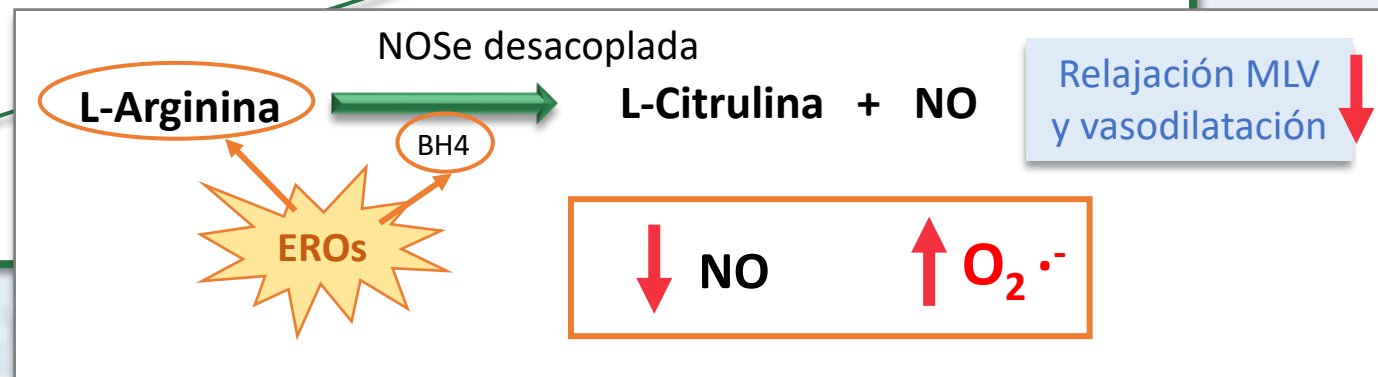 NOSe desacoplada
L-Arginina
L-Citrulina + NO
BH4
EROs
Relajación MLV
y vasodilatación
NO
O₂ ·⁻